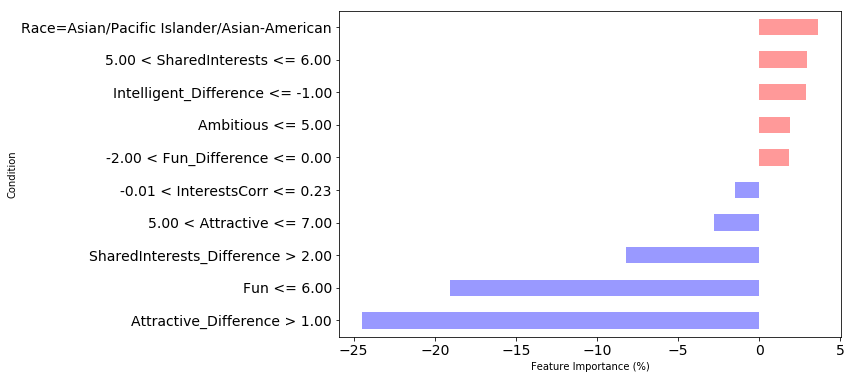 Race=Asian/Pacific Islander/Asian-American
5.00 < SharedInterests <= 6.00
Intelligent_Difference <= -1.00
Ambitious <= 5.00
-2.00 < Fun_Difference <= 0.00
-0.01 < InterestsCorr <= 0.23
5.00 < Attractive <= 7.00
SharedInterests_Difference > 2.00
Fun <= 6.00
Attractive_Difference > 1.00
Condition
−25 −20 −15 −10 −5 0 5
Feature Importance (%)